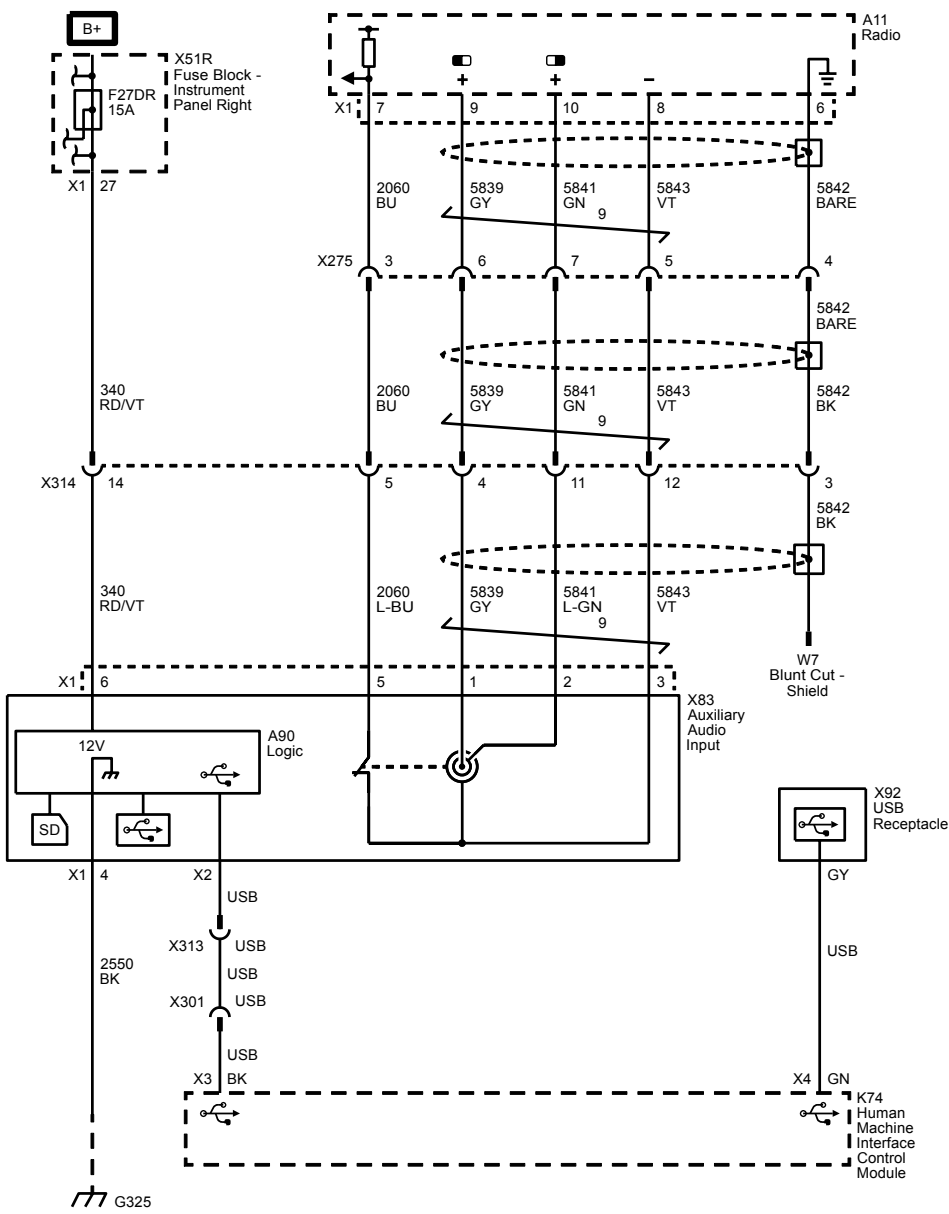 B+
X51R
Fuse Block -
Instrument
Panel Right
F27DR
15A
X1 27
A11
Radio
+ + −
X1 7 9 10 8 6
2060
BU
5839
GY
5841
GN
5843
VT
5842
BARE
9
X275 3 6 7 5 4
5842
BARE
340
RD/VT
2060
BU
5839
GY
5841
GN
5843
VT
5842
BK
9
X314 14 5 4 11 12 3
5842
BK
340
RD/VT
2060
L-BU
5839
GY
5841
L-GN
5843
VT
9
W7
Blunt Cut -
Shield
X1 6 5 1 2 3
X83
Auxiliary
Audio
Input
12V
A90
Logic
SD
X92
USB
Receptacle
X1 4 X2 GY
USB
X313 USB
USB
2550
BK
USB
X301 USB
USB
X3 BK X4 GN
K74
Human
Machine
Interface
Control
Module
G325